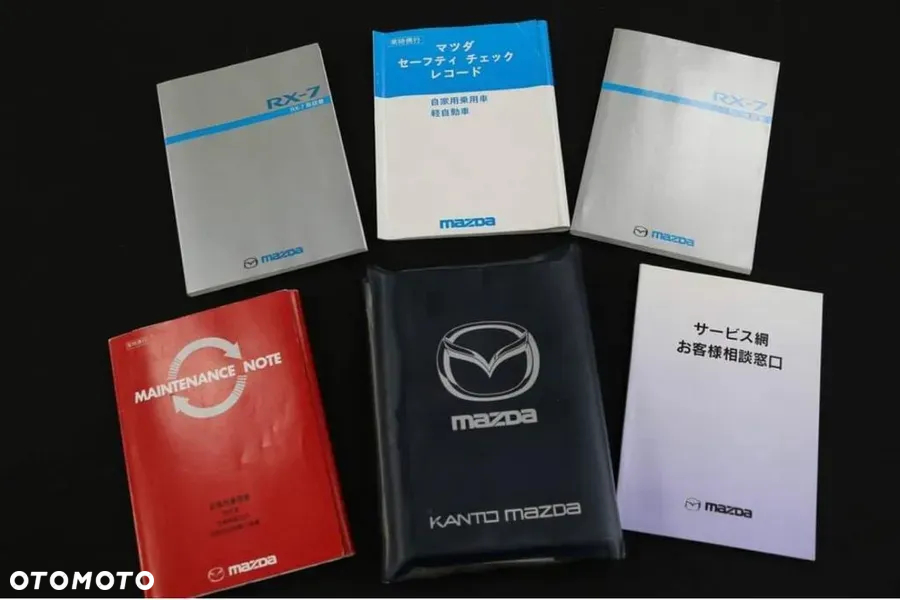 RX-7
mazda
マツダ
セーフティ チェック
レコード
自家用乗用車
軽自動車
mazda
RX-7
mazda
MAINTENANCE NOTE
mazda
mazda
KANTO mazda
サービス網
お客様相談窓口
mazda
OTOMOTO